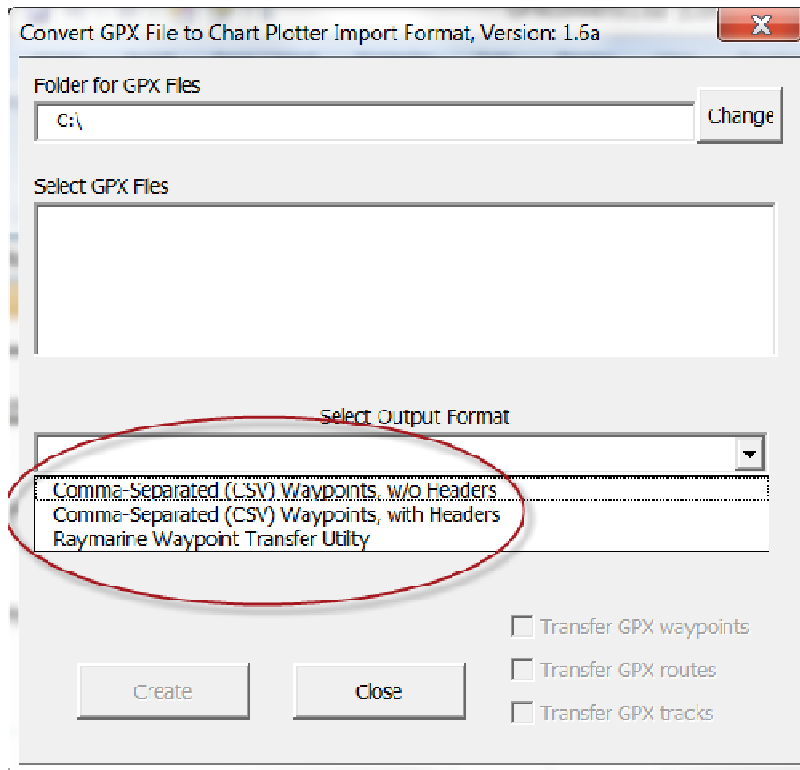 Convert GPX File to Chart Plotter Import Format, Version: 1.6a
Folder for GPX Files
C:\
Change
Select GPX Files
Select Output Format
Comma-Separated (CSV) Waypoints, w/o Headers
Comma-Separated (CSV) Waypoints, with Headers
Raymarine Waypoint Transfer Utilty
Transfer GPX waypoints
Transfer GPX routes
Transfer GPX tracks
Create
Close